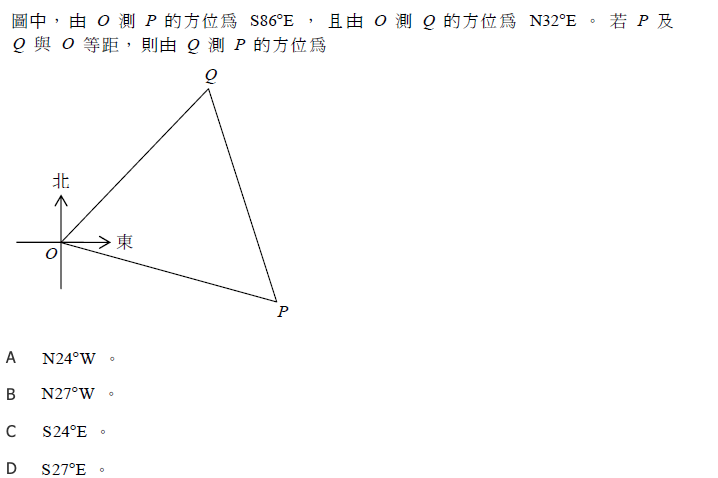 圖中，由 O 測 P 的方位爲 S86°E ， 且由 O 測 Q 的方位爲 N32°E 。 若 P 及
Q 與 O 等距，則由 Q 測 P 的方位爲
Q
北
東
O
P
A N24°W 。
B N27°W 。
C S24°E 。
D S27°E 。